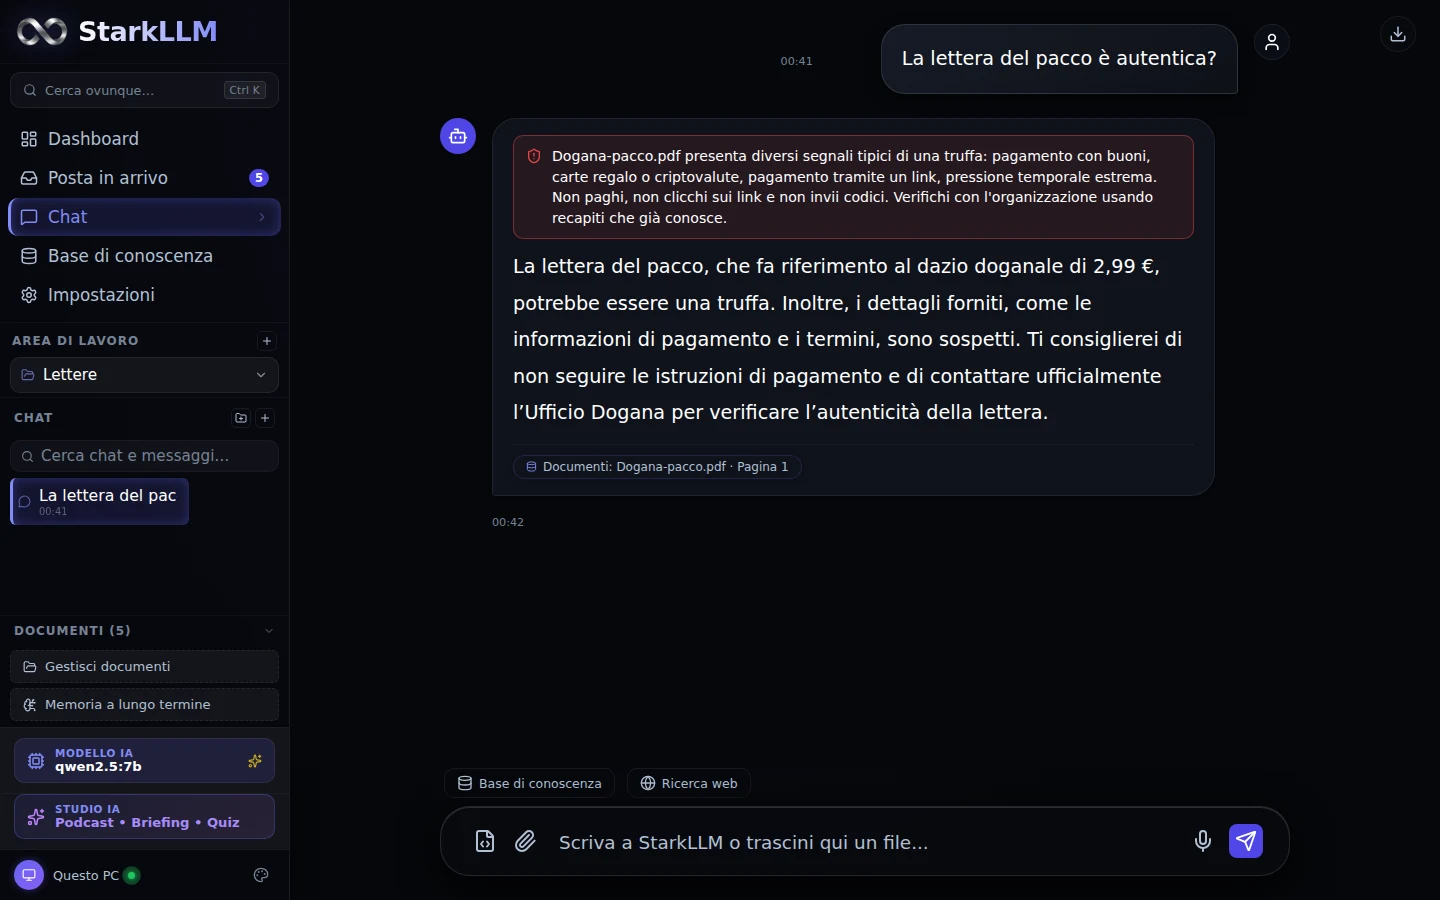 StarkLLM
Cerca ovunque...
Ctrl K
Dashboard
Posta in arrivo
5
Chat
Base di conoscenza
Impostazioni
AREA DI LAVORO
Lettere
CHAT
Cerca chat e messaggi...
La lettera del pac
00:41
DOCUMENTI (5)
Gestisci documenti
Memoria a lungo termine
MODELLO IA
qwen2.5:7b
STUDIO IA
Podcast • Briefing • Quiz
Questo PC
00:41
La lettera del pacco è autentica?
Dogana-pacco.pdf presenta diversi segnali tipici di una truffa: pagamento con buoni,
carte regalo o criptovalute, pagamento tramite un link, pressione temporale estrema.
Non paghi, non clicchi sui link e non invii codici. Verifichi con l'organizzazione usando
recapiti che già conosce.
La lettera del pacco, che fa riferimento al dazio doganale di 2,99 €,
potrebbe essere una truffa. Inoltre, i dettagli forniti, come le
informazioni di pagamento e i termini, sono sospetti. Ti consiglierei di
non seguire le istruzioni di pagamento e di contattare ufficialmente
l’Ufficio Dogana per verificare l’autenticità della lettera.
Documenti: Dogana-pacco.pdf · Pagina 1
00:42
Base di conoscenza
Ricerca web
Scriva a StarkLLM o trascini qui un file...